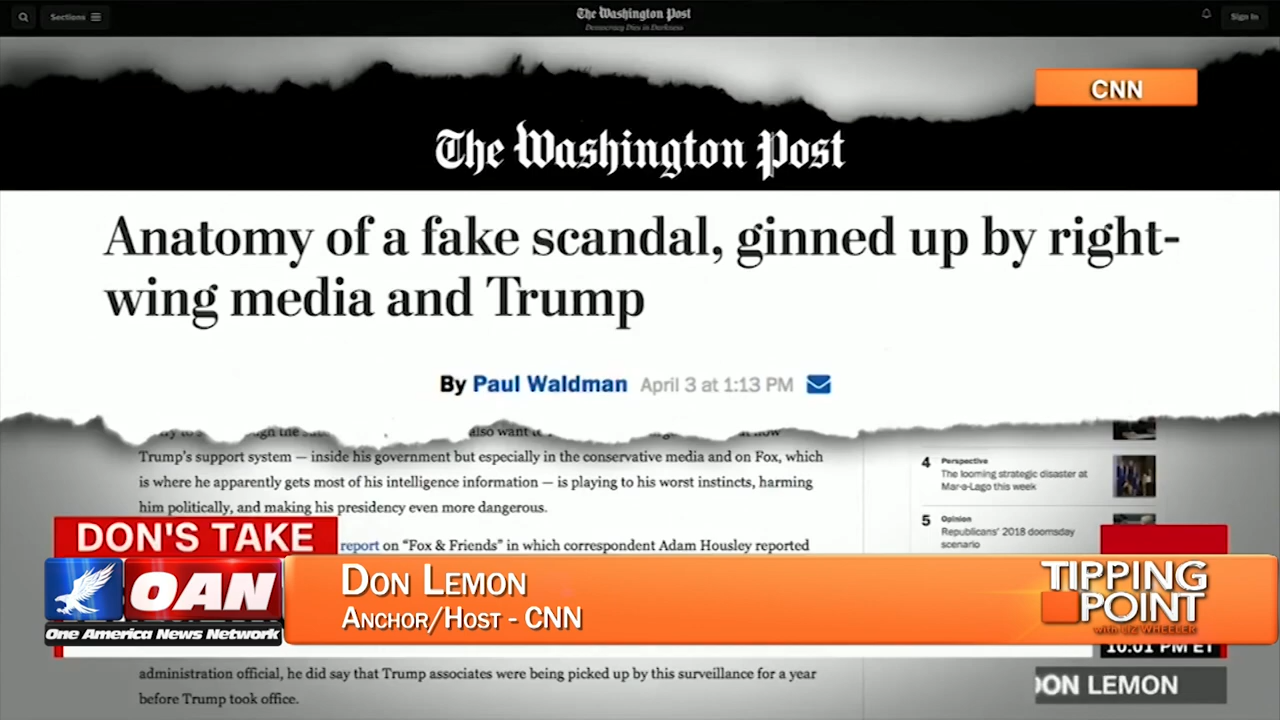 Sections
The Washington Post
Democracy Dies in Darkness
Sign In
CNN
The Washington Post
Anatomy of a fake scandal, ginned up by right-
wing media and Trump
By Paul Waldman April 3 at 1:13 PM
also want
Trump's support system — inside his government but especially in the conservative media and on Fox, which
is where he apparently gets most of his intelligence information — is playing to his worst instincts, harming
him politically, and making his presidency even more dangerous.
report on “Fox & Friends” in which correspondent Adam Housley reported
4 Perspective
The looming strategic disaster at
Mar-a-Lago this week
5 Opinion
Republicans' 2018 doomsday
scenario
DON'S TAKE
OAN
One America News Network
Don Lemon
Anchor/Host - CNN
TIPPING
POINT
with LIZ WHEELER
10:01 PM ET
DON LEMON
administration official, he did say that Trump associates were being picked up by this surveillance for a year
before Trump took office.